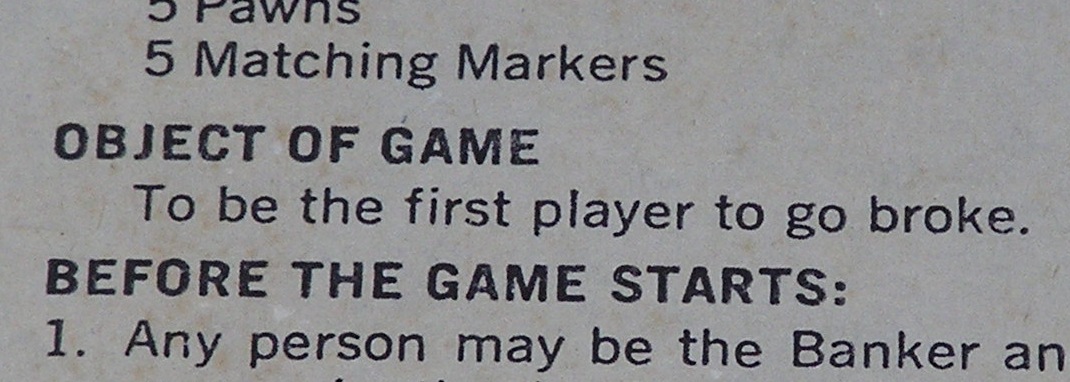 5 Pawns
5 Matching Markers
OBJECT OF GAME
To be the first player to go broke.
BEFORE THE GAME STARTS:
1. Any person may be the Banker an